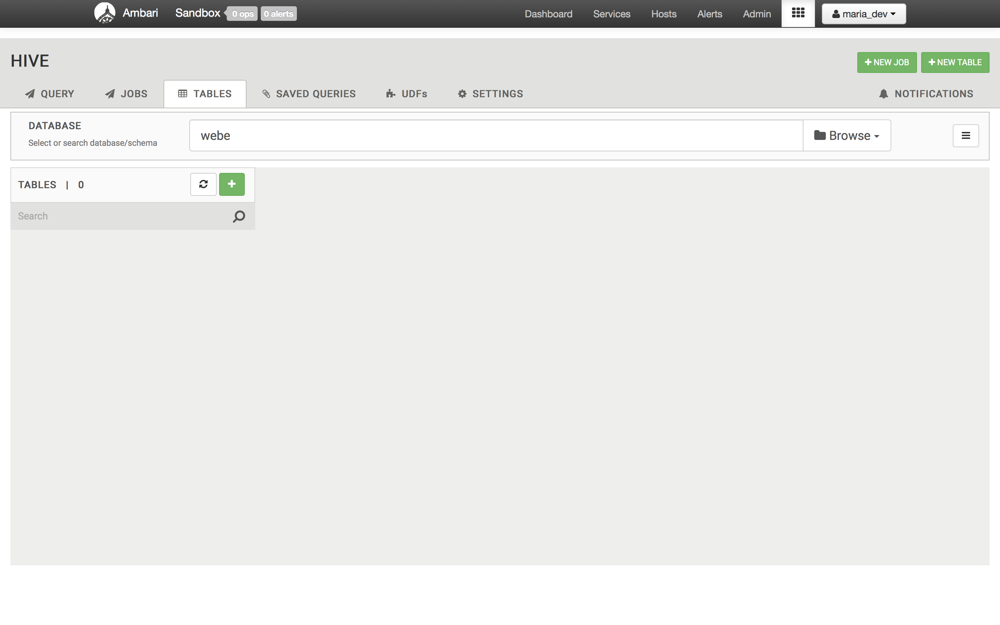 Ambari Sandbox 0 ops 0 alerts Dashboard Services Hosts Alerts Admin maria_dev
HIVE
NEW JOB NEW TABLE
QUERY JOBS TABLES SAVED QUERIES UDFs SETTINGS NOTIFICATIONS
DATABASE
Select or search database/schema
webe
Browse
TABLES | 0
Search